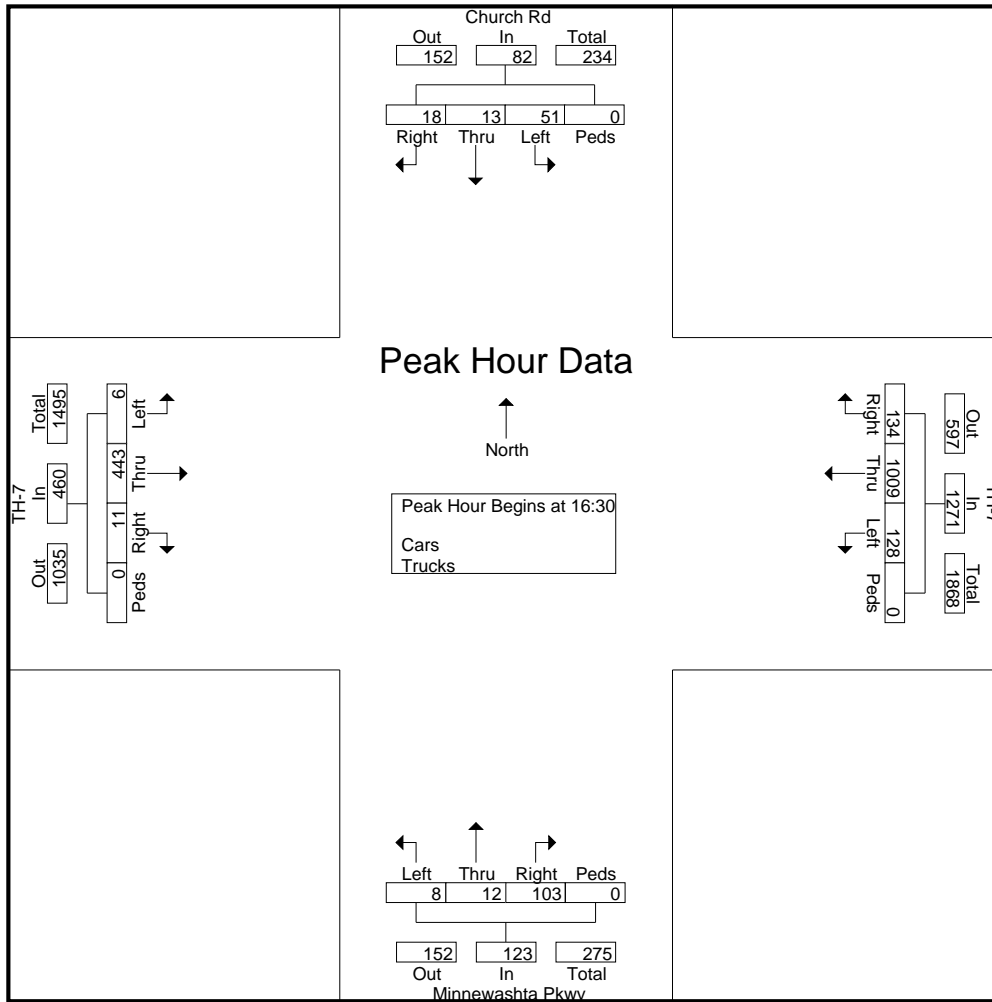 Church Rd
Out In Total
152 82 234
18 13 51 0
Right Thru Left Peds
Peak Hour Data
North
Peak Hour Begins at 16:30
Cars
Trucks
TH-7
Total In Out
1495 460 1035
6 443 11 0
Left Thru Right Peds
Right Thru Left Peds
134 1009 128 0
Out In Total
597 1271 1868
TH-7
Left Thru Right Peds
8 12 103 0
152 123 275
Out In Total
Minnewashta Pkwy